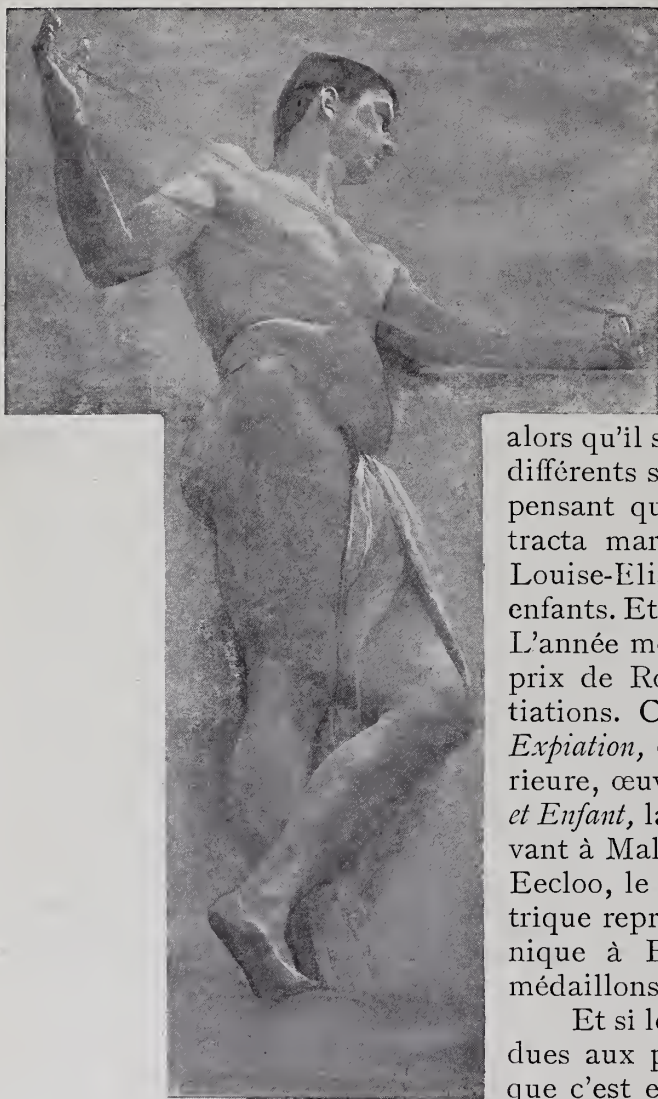 alors qu'il s
différents s
pensant qu
tracta mar
Louise-Eli
enfants. Et
L'année m
prix de Ro
tiations. C
Expiation,
rieure, œuv
et Enfant, la
vant à Mal
Eecloo, le
trique repr
nique à E
médaillons
Et si le
dues aux p
que c'est e